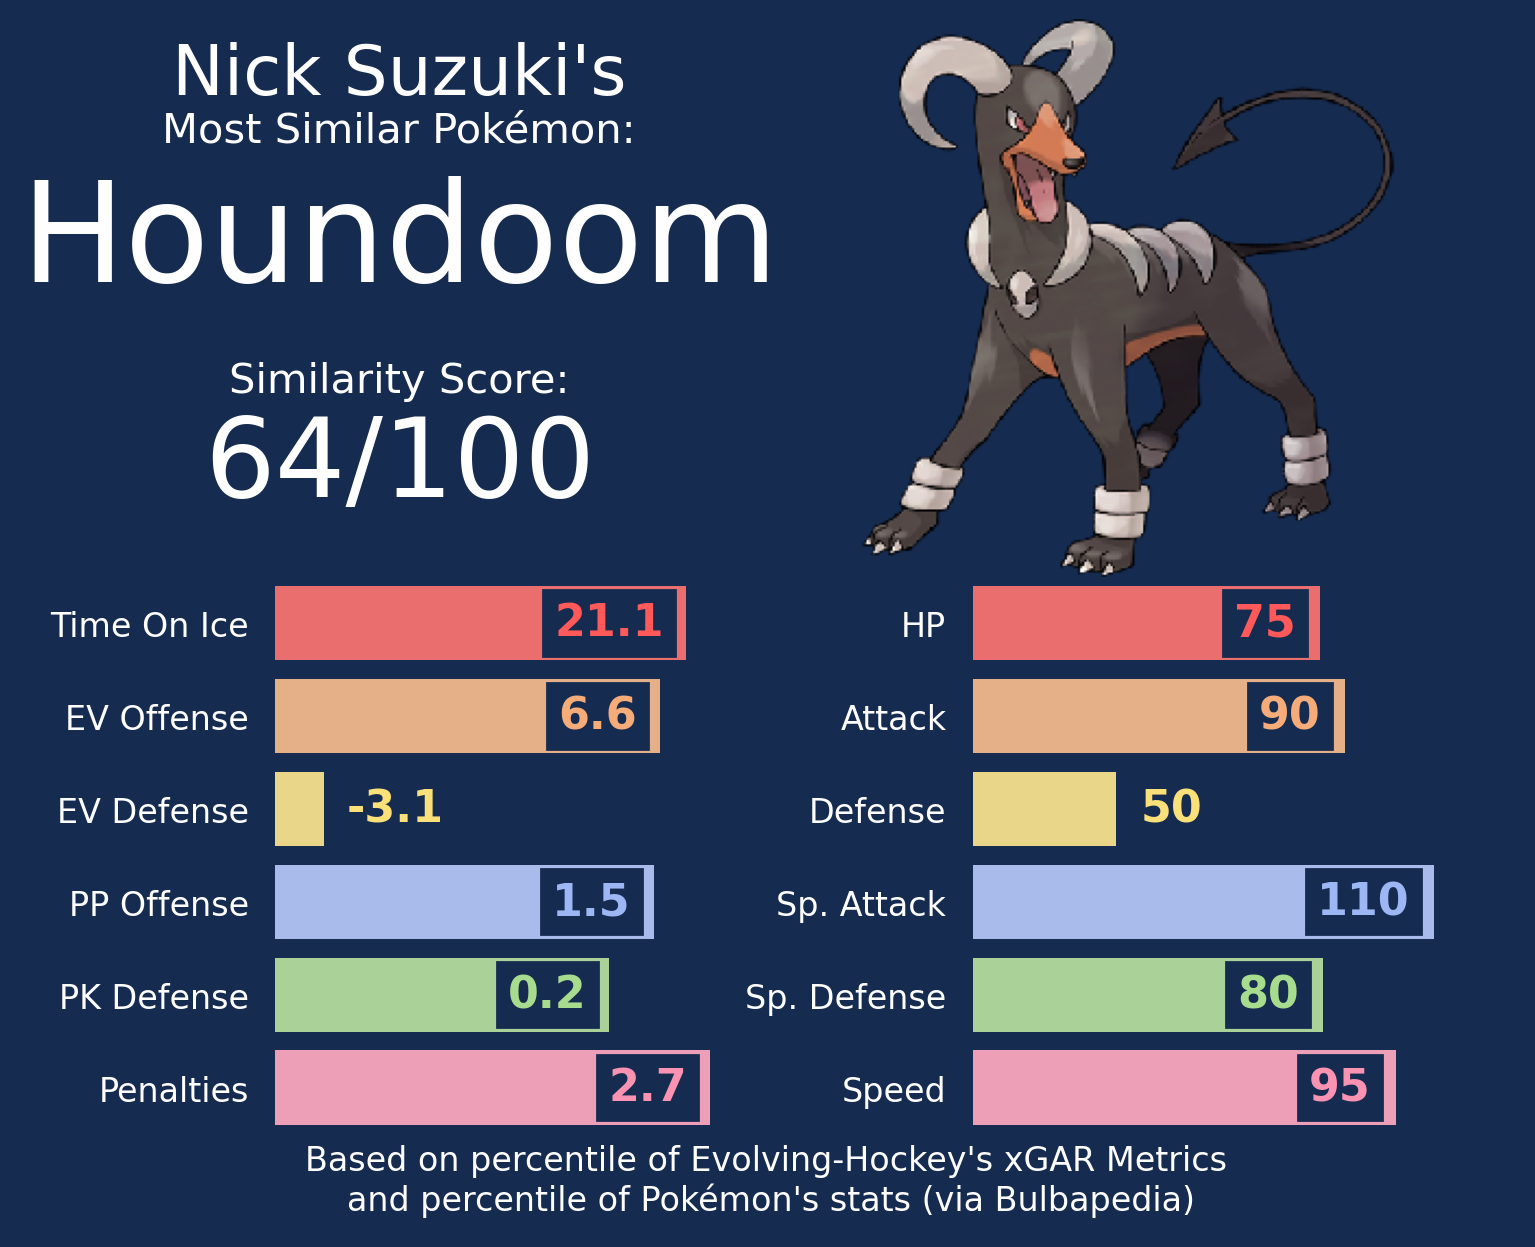 Nick Suzuki's
Most Similar Pokémon:
Houndoom
Similarity Score:
64/100
Time On Ice 21.1
EV Offense 6.6
EV Defense -3.1
PP Offense 1.5
PK Defense 0.2
Penalties 2.7
HP 75
Attack 90
Defense 50
Sp. Attack 110
Sp. Defense 80
Speed 95
Based on percentile of Evolving-Hockey's xGAR Metrics
and percentile of Pokémon's stats (via Bulbapedia)